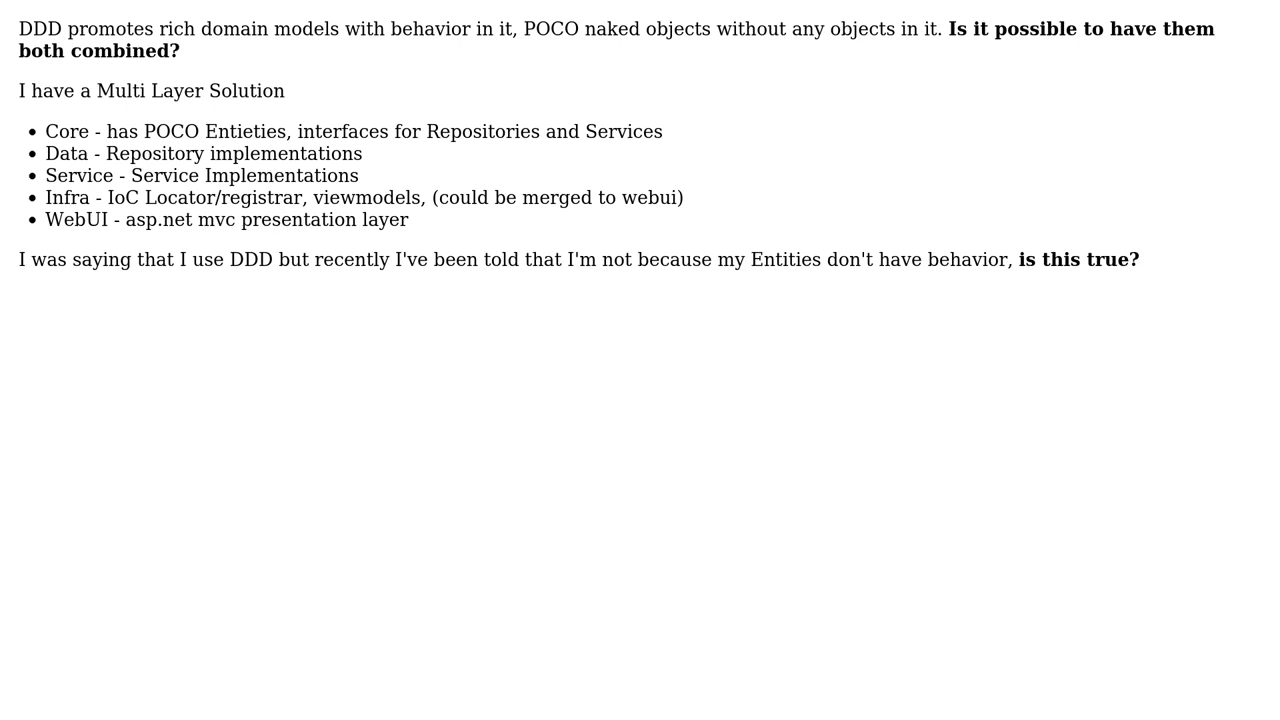 DDD promotes rich domain models with behavior in it, POCO naked objects without any objects in it. Is it possible to have them
both combined?
I have a Multi Layer Solution
• Core - has POCO Entieties, interfaces for Repositories and Services
• Data - Repository implementations
• Service - Service Implementations
• Infra - IoC Locator/registrar, viewmodels, (could be merged to webui)
• WebUI - asp.net mvc presentation layer
I was saying that I use DDD but recently I've been told that I'm not because my Entities don't have behavior, is this true?